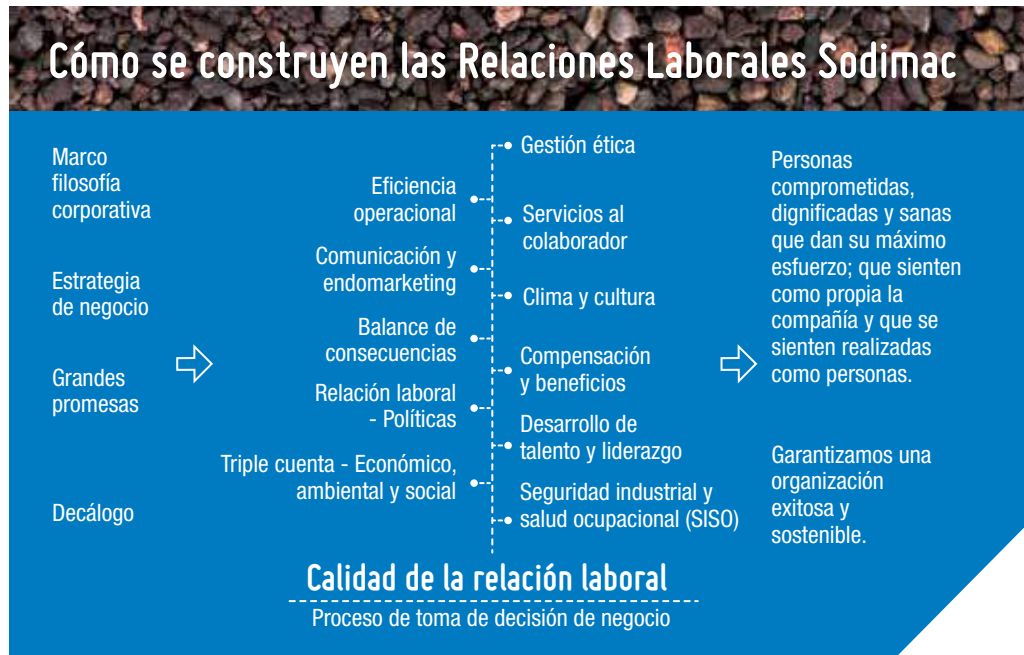 Cómo se construyen las Relaciones Laborales Sodimac
Marco
filosofía
corporativa
Estrategia
de negocio
Grandes
promesas
Decálogo
Eficiencia
operacional
Comunicación y
endomarketing
Balance de
consecuencias
Relación laboral
- Políticas
Triple cuenta - Económico,
ambiental y social
Gestión ética
Servicios al
colaborador
Clima y cultura
Compensación
y beneficios
Desarrollo de
talento y liderazgo
Seguridad industrial y
salud ocupacional (SISO)
Personas
comprometidas,
dignificadas y sanas
que dan su máximo
esfuerzo; que sienten
como propia la
compañía y que se
sienten realizadas
como personas.
Garantizamos una
organización
exitosa y
sostenible.
Calidad de la relación laboral
Proceso de toma de decisión de negocio